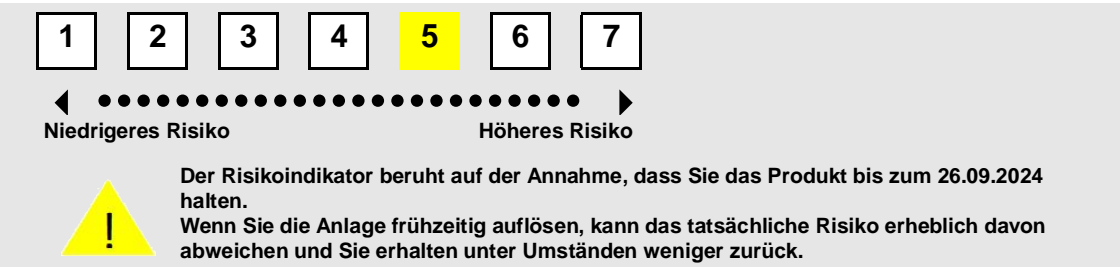 1 2 3 4 5 6 7
Niedrigeres Risiko Höheres Risiko
Der Risikoindikator beruht auf der Annahme, dass Sie das Produkt bis zum 26.09.2024
halten.
Wenn Sie die Anlage frühzeitig auflösen, kann das tatsächliche Risiko erheblich davon
abweichen und Sie erhalten unter Umständen weniger zurück.
!